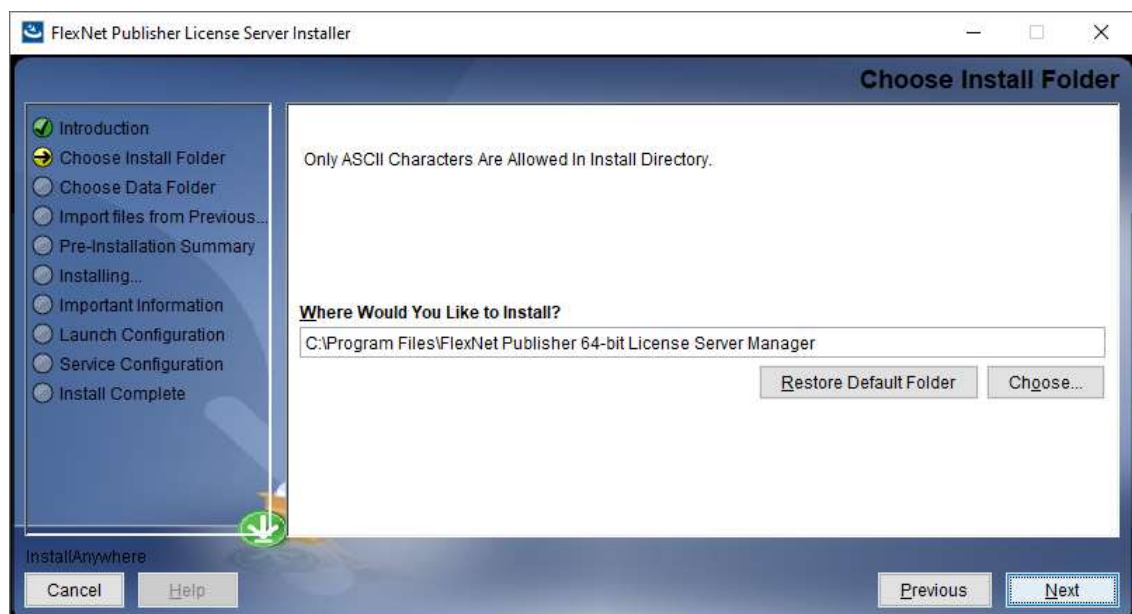 FlexNet Publisher License Server Installer
Choose Install Folder
Introduction
Choose Install Folder
Choose Data Folder
Import files from Previous...
Pre-Installation Summary
Installing...
Important Information
Launch Configuration
Service Configuration
Install Complete
Only ASCII Characters Are Allowed In Install Directory.
Where Would You Like to Install?
C:\Program Files\FlexNet Publisher 64-bit License Server Manager
Restore Default Folder
Choose...
InstallAnywhere
Cancel
Help
Previous
Next